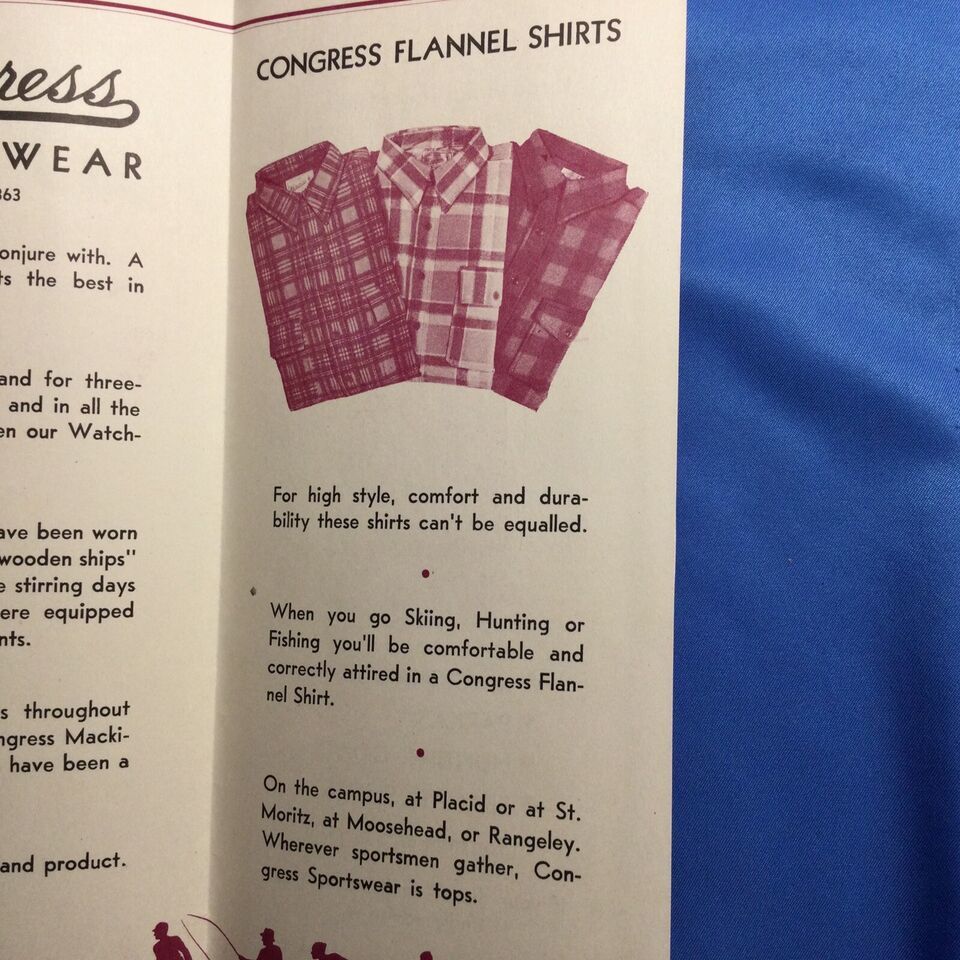 ress
WEAR
863
onjure with. A
ts the best in
and for three-
and in all the
en our Watch-
ave been worn
wooden ships"
e stirring days
ere equipped
nts.
s throughout
ngress Macki-
have been a
and product.
CONGRESS FLANNEL SHIRTS
For high style, comfort and dura-
bility these shirts can't be equalled.
•
When you go Skiing, Hunting or
Fishing you'll be comfortable and
correctly attired in a Congress Flan-
nel Shirt.
•
On the campus, at Placid or at St.
Moritz, at Moosehead, or Rangeley.
Wherever sportsmen gather, Con-
gress Sportswear is tops.